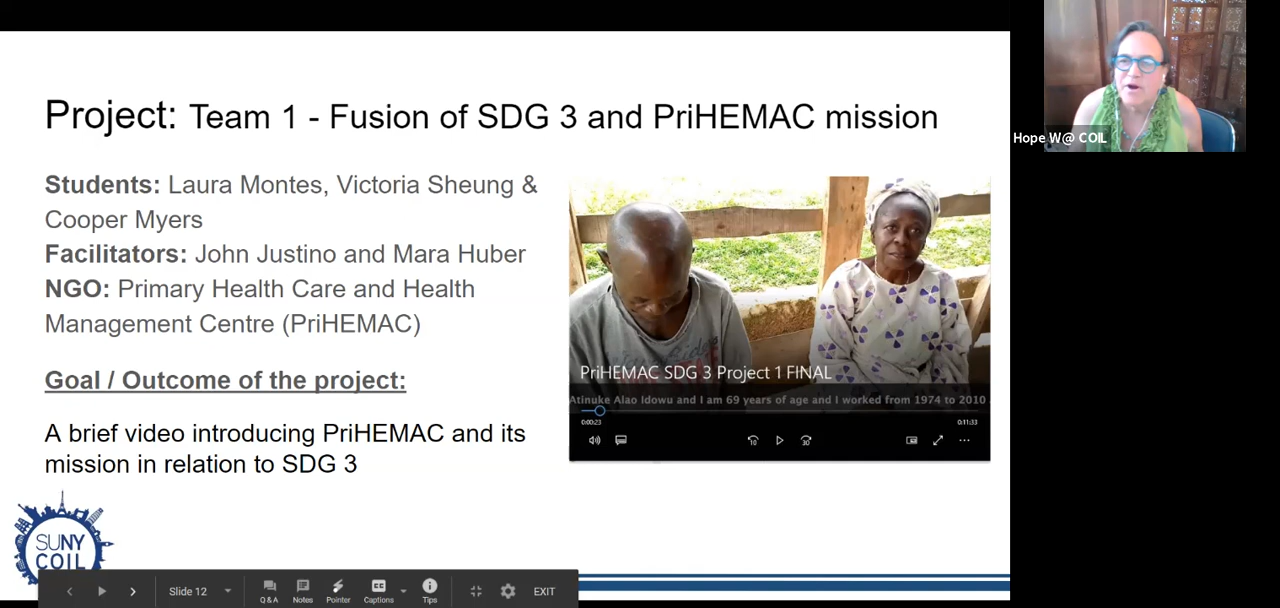 Project: Team 1 - Fusion of SDG 3 and PriHEMAC mission
Students: Laura Montes, Victoria Sheung &
Cooper Myers
Facilitators: John Justino and Mara Huber
NGO: Primary Health Care and Health
Management Centre (PriHEMAC)
Goal / Outcome of the project:
A brief video introducing PriHEMAC and its
mission in relation to SDG 3
PriHEMAC SDG 3 Project 1 FINAL
Atinuke Alao Idowu and I am 69 years of age and I worked from 1974 to 2010
0:00:23
0:11:33
10
30
SUNY
COIL
Slide 12
Q & A
Notes
Pointer
CC
Captions
Tips
EXIT
Hope W@ COIL